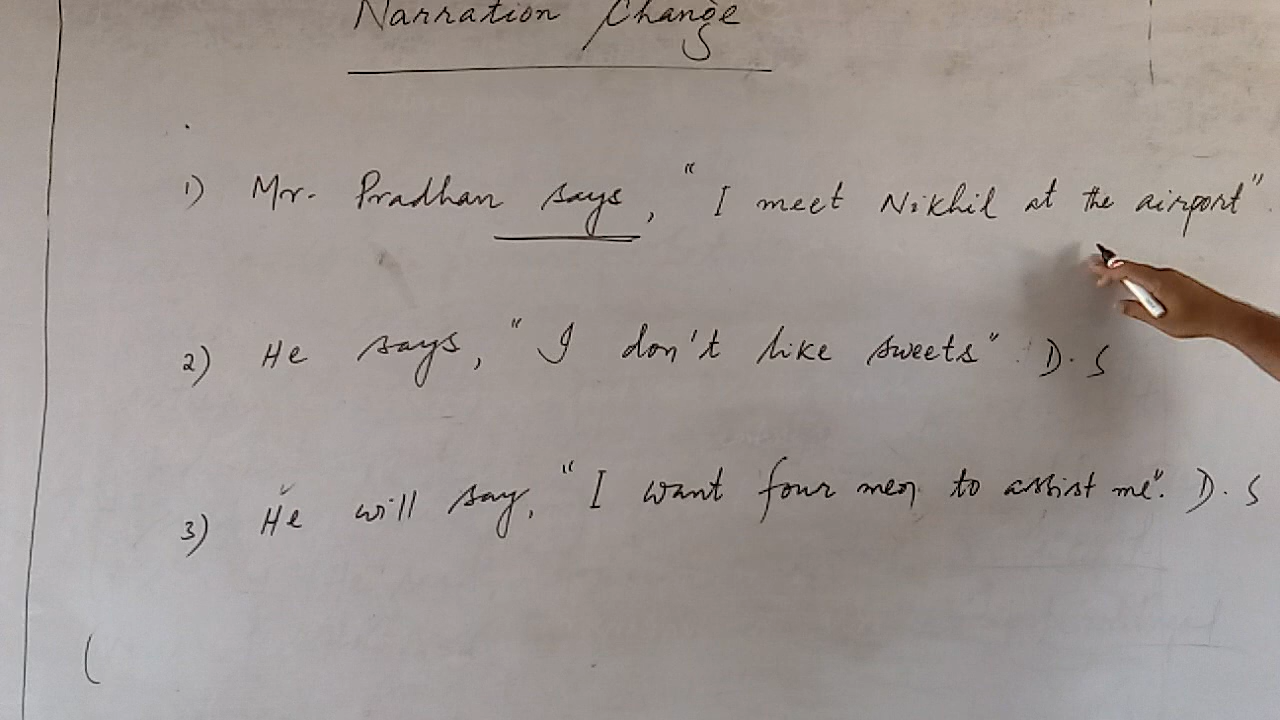 Narration Change
1) Mr. Pradhan says, "I meet Nikhil at the airport".
2) He says, "I don't like sweets". D.S
3) He will say, "I want four men to assist me". D.S
(